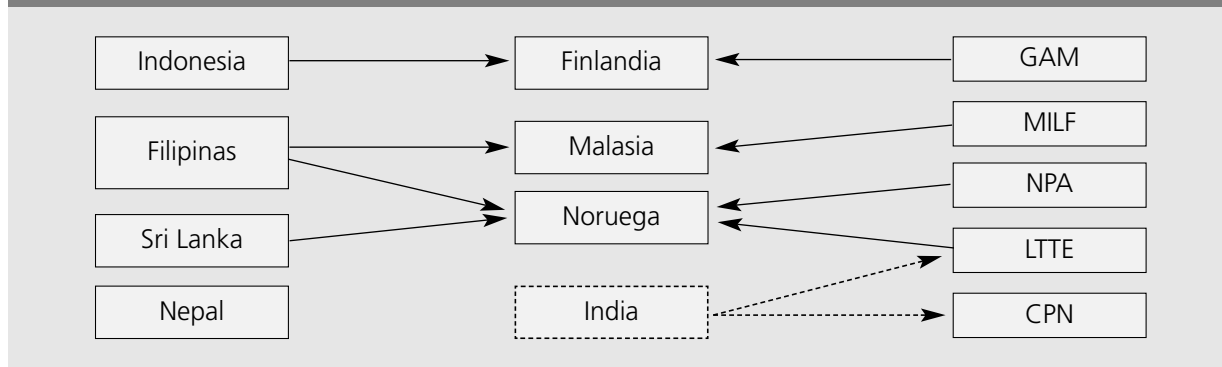 Indonesia
Finlandia
GAM
Filipinas
Malasia
MILF
Noruega
NPA
Sri Lanka
LTTE
Nepal
India
CPN